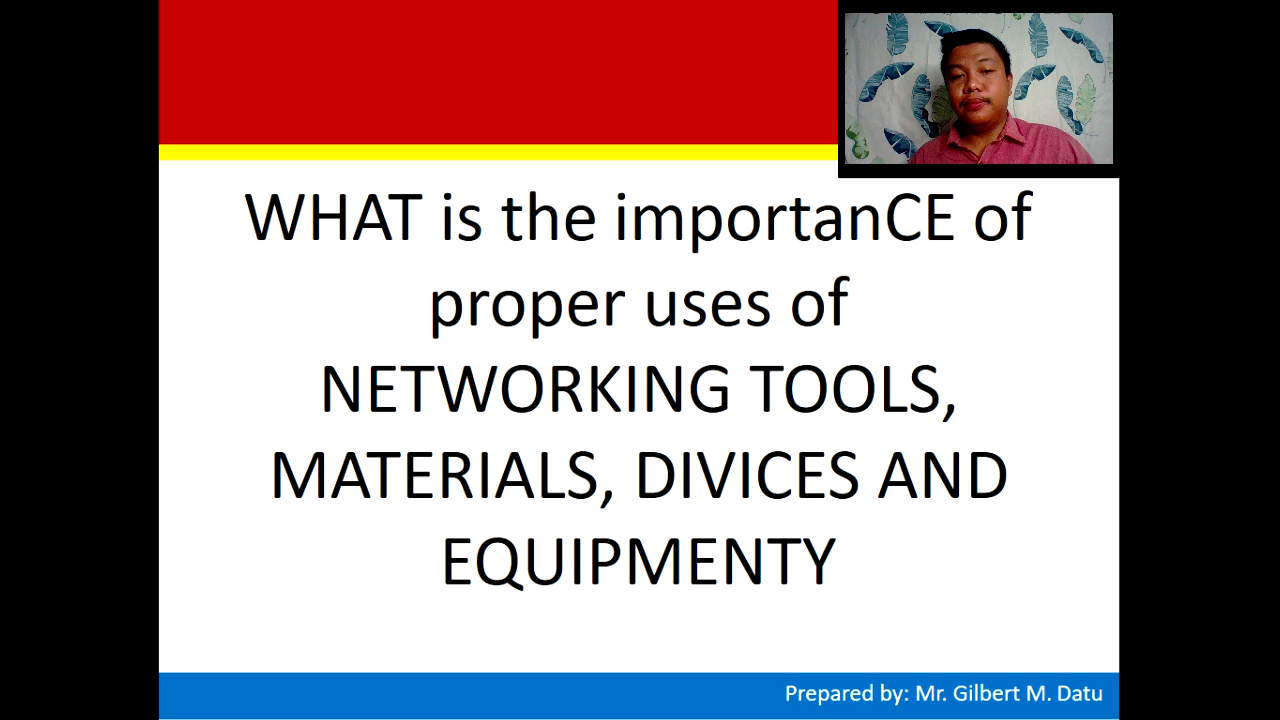 WHAT is the importanCE of
proper uses of
NETWORKING TOOLS,
MATERIALS, DIVICES AND
EQUIPMENTY
Prepared by: Mr. Gilbert M. Datu